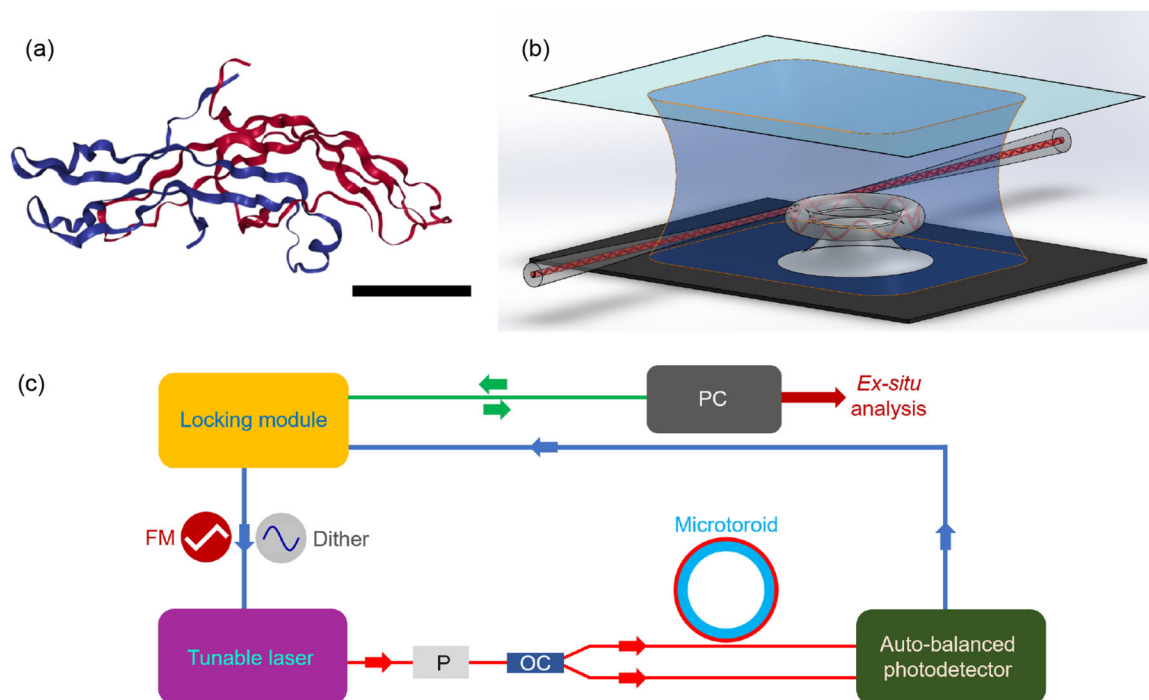 (a)
(b)
(c)
Locking module
PC
Ex-situ
analysis
FM
Dither
Microtoroid
Tunable laser
P
OC
Auto-balanced
photodetector